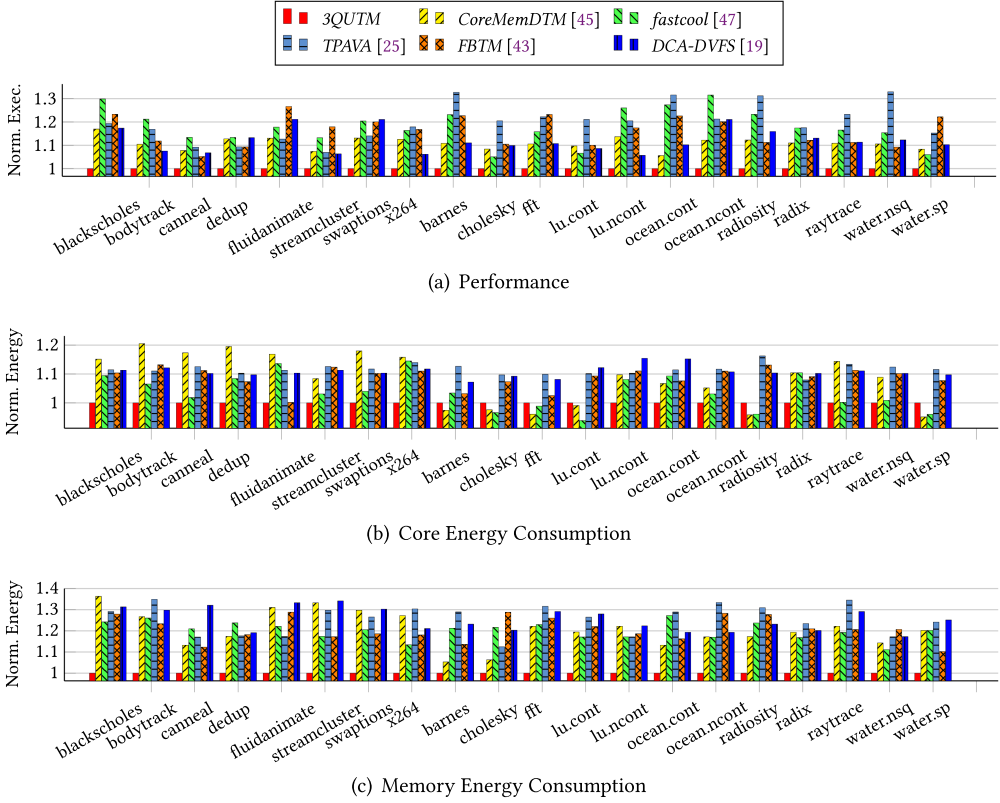 3QUTM CoreMemDTM [45] fastcool [47]
TPAVA [25] FBTM [43] DCA-DVFS [19]
Norm. Exec.
1.3
1.2
1.1
1
blackscholes bodytrack canneal dedup fluidanimate streamcluster swaptions x264 barnes cholesky fft lu.cont lu.ncont ocean.cont ocean.ncont radiosity radix raytrace water.nsq water.sp
(a) Performance
Norm. Energy
1.2
1.1
1
blackscholes bodytrack canneal dedup fluidanimate streamcluster swaptions x264 barnes cholesky fft lu.cont lu.ncont ocean.cont ocean.ncont radiosity radix raytrace water.nsq water.sp
(b) Core Energy Consumption
Norm. Energy
1.4
1.3
1.2
1.1
1
blackscholes bodytrack canneal dedup fluidanimate streamcluster swaptions x264 barnes cholesky fft lu.cont lu.ncont ocean.cont ocean.ncont radiosity radix raytrace water.nsq water.sp
(c) Memory Energy Consumption